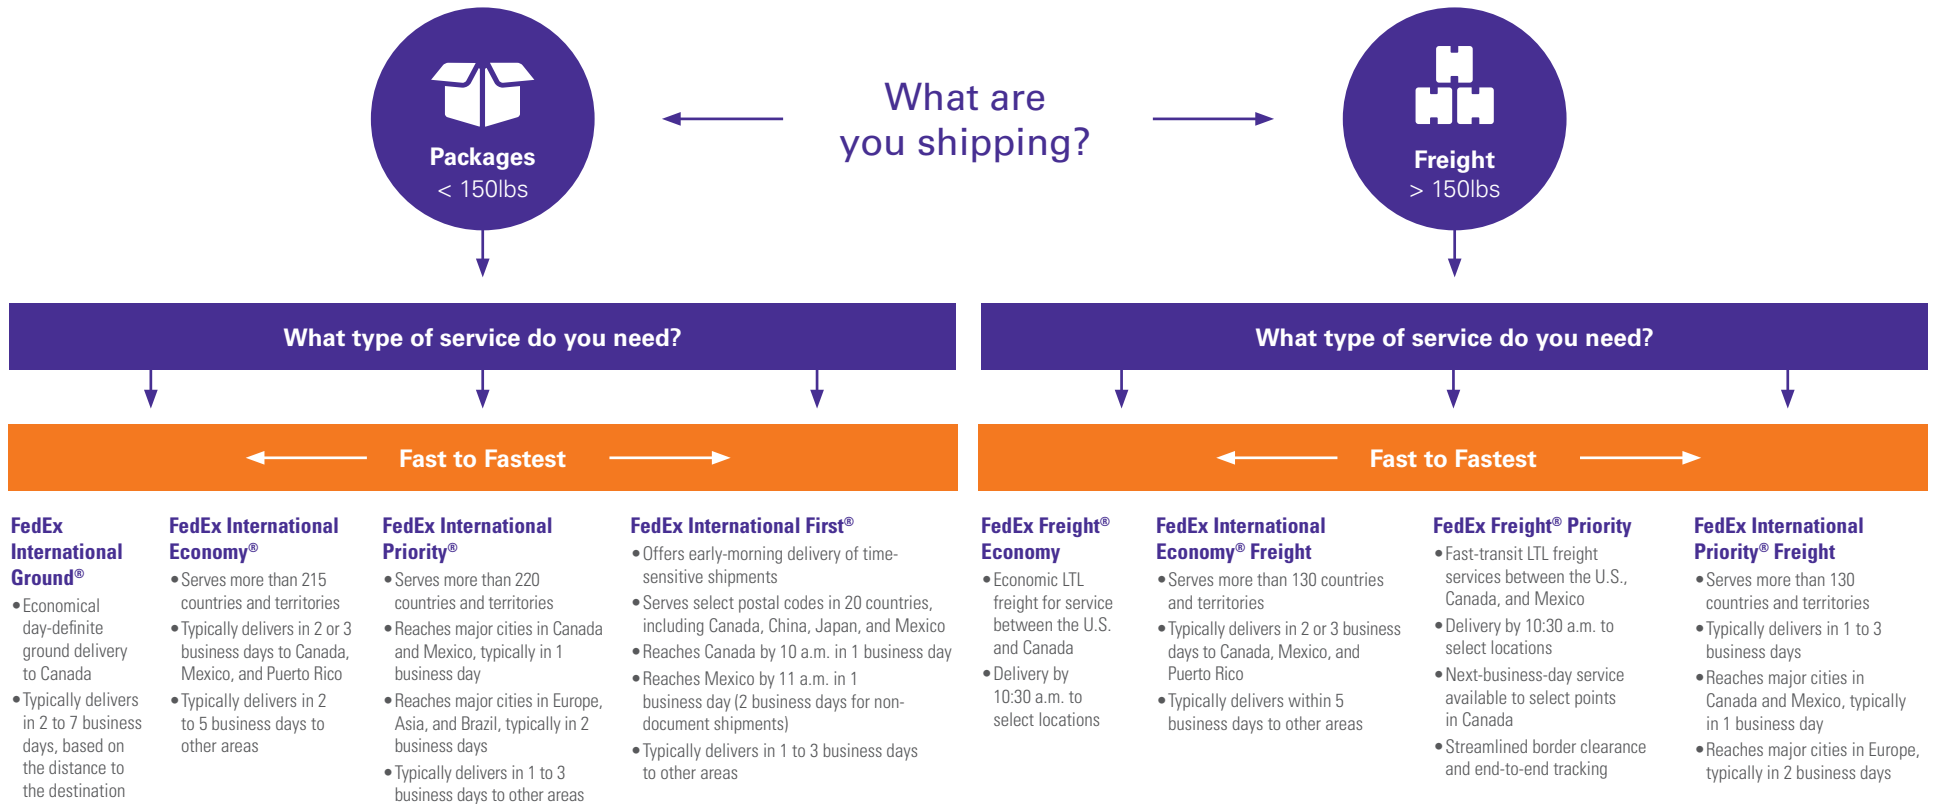 What are
you shipping?
Packages
< 150lbs
Freight
> 150lbs
What type of service do you need?
Fast to Fastest
FedEx
International
Ground®
• Economical
day-definite
ground delivery
to Canada
• Typically delivers
in 2 to 7 business
days, based on
the distance to
the destination
FedEx International
Economy®
• Serves more than 215
countries and territories
• Typically delivers in 2 or 3
business days to Canada,
Mexico, and Puerto Rico
• Typically delivers in 2
to 5 business days to
other areas
FedEx International
Priority®
• Serves more than 220
countries and territories
• Reaches major cities in Canada
and Mexico, typically in 1
business day
• Reaches major cities in Europe,
Asia, and Brazil, typically in 2
business days
• Typically delivers in 1 to 3
business days to other areas
FedEx International First®
• Offers early-morning delivery of time-
sensitive shipments
• Serves select postal codes in 20 countries,
including Canada, China, Japan, and Mexico
• Reaches Canada by 10 a.m. in 1 business day
• Reaches Mexico by 11 a.m. in 1
business day (2 business days for non-
document shipments)
• Typically delivers in 1 to 3 business days
to other areas
What type of service do you need?
Fast to Fastest
FedEx Freight®
Economy
• Economic LTL
freight for service
between the U.S.
and Canada
• Delivery by
10:30 a.m. to
select locations
FedEx International
Economy® Freight
• Serves more than 130 countries
and territories
• Typically delivers in 2 or 3 business
days to Canada, Mexico, and
Puerto Rico
• Typically delivers within 5
business days to other areas
FedEx Freight® Priority
• Fast-transit LTL freight
services between the U.S.,
Canada, and Mexico
• Delivery by 10:30 a.m. to
select locations
• Next-business-day service
available to select points
in Canada
• Streamlined border clearance
and end-to-end tracking
FedEx International
Priority® Freight
• Serves more than 130
countries and territories
• Typically delivers in 1 to 3
business days
• Reaches major cities in
Canada and Mexico, typically
in 1 business day
• Reaches major cities in Europe,
typically in 2 business days